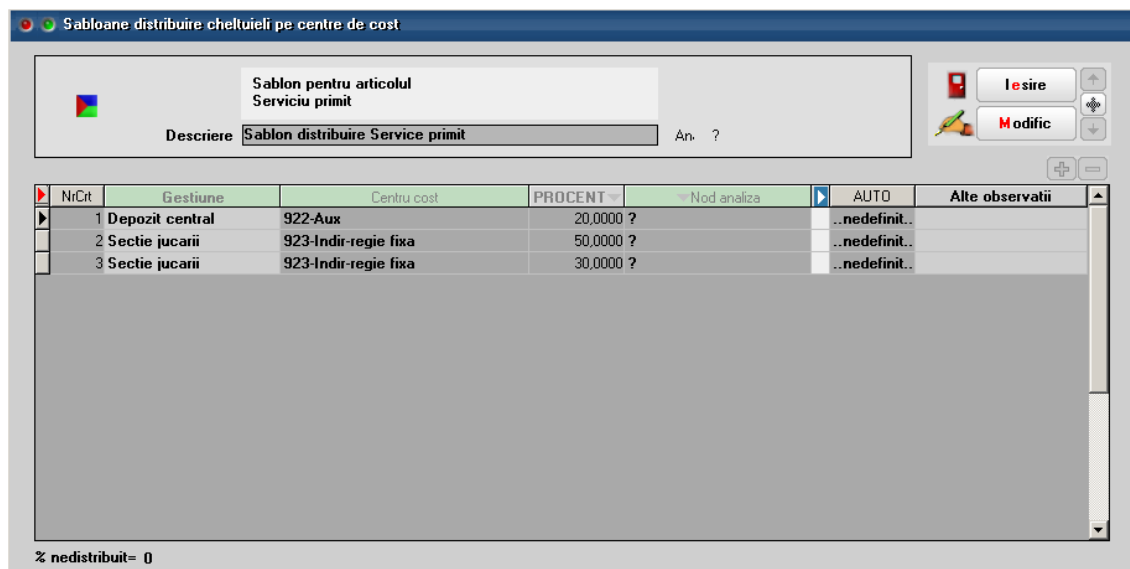 Sabloane distribuire cheltuieli pe centre de cost
Sablon pentru articolul
Serviciu primit
Descriere Sablon distribuire Service primit An. ?
Iesire
Modific
NrCrt Gestiune Centru cost PROCENT Nod analiza AUTO Alte observatii
1 Depozit central 922-Aux 20,0000 ? ..nedefinit..
2 Sectie jucarii 923-Indir-regie fixa 50,0000 ? ..nedefinit..
3 Sectie jucarii 923-Indir-regie fixa 30,0000 ? ..nedefinit..
% nedistribuit= 0